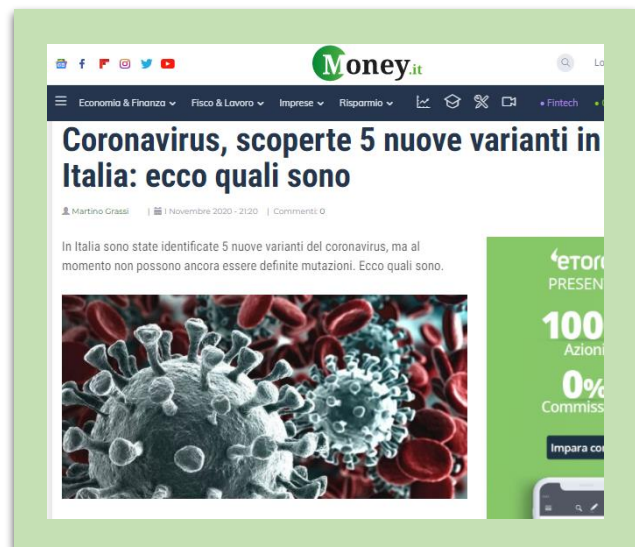 Money.it
Lo
Economia & Finanza Fisco & Lavoro Imprese Risparmio • Fintech
Coronavirus, scoperte 5 nuove varianti in
Italia: ecco quali sono
Martino Grassi | 1 Novembre 2020 - 21:20 | Commenti: 0
In Italia sono state identificate 5 nuove varianti del coronavirus, ma al
momento non possono ancora essere definite mutazioni. Ecco quali sono.
eTor
PRESEN
100
Azioni
0%
Commiss
Impara co